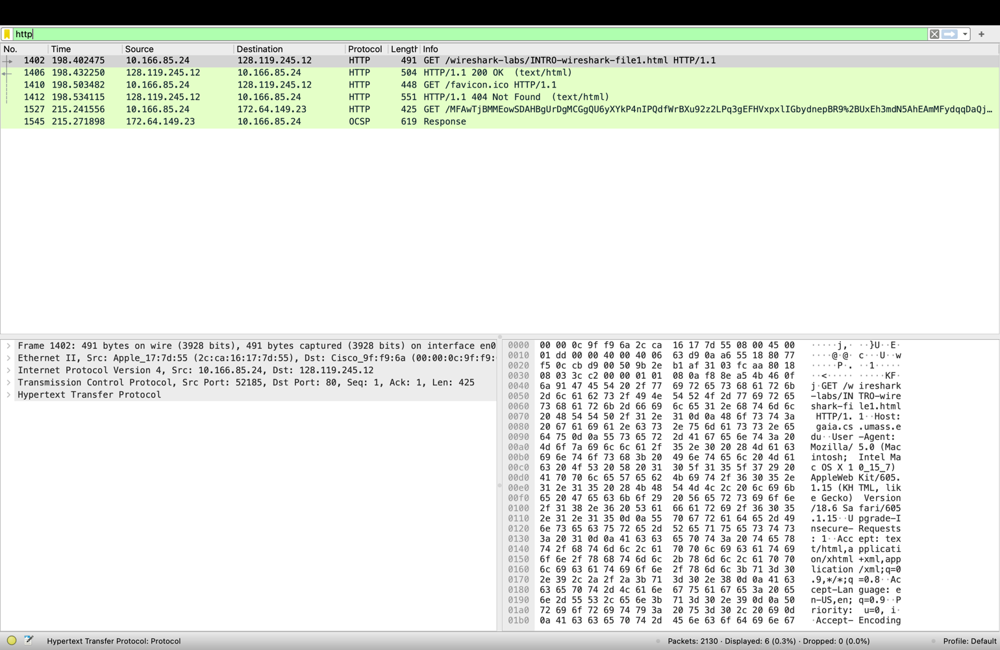 http
No. Time Source Destination Protocol Length Info
1402 198.402475 10.166.85.24 128.119.245.12 HTTP 491 GET /wireshark-labs/INTRO-wireshark-file1.html HTTP/1.1
1406 198.432250 128.119.245.12 10.166.85.24 HTTP 504 HTTP/1.1 200 OK (text/html)
1410 198.503482 10.166.85.24 128.119.245.12 HTTP 448 GET /favicon.ico HTTP/1.1
1412 198.534115 128.119.245.12 10.166.85.24 HTTP 551 HTTP/1.1 404 Not Found (text/html)
1527 215.241556 10.166.85.24 172.64.149.23 HTTP 425 GET /MFAwTjBMMEowSDAHBgUrDgMCGgQU6yXYkP4nIPQdfWrBXu92z2LPq3gEFHVxpxlIGbydnepBR9%2BUxEh3mdN5AhEAmMFydqqDaQj…
1545 215.271898 172.64.149.23 10.166.85.24 OCSP 619 Response
Frame 1402: 491 bytes on wire (3928 bits), 491 bytes captured (3928 bits) on interface en0
Ethernet II, Src: Apple_17:7d:55 (2c:ca:16:17:7d:55), Dst: Cisco_9f:f9:6a (00:00:0c:9f:f9:
Internet Protocol Version 4, Src: 10.166.85.24, Dst: 128.119.245.12
Transmission Control Protocol, Src Port: 52185, Dst Port: 80, Seq: 1, Ack: 1, Len: 425
Hypertext Transfer Protocol
0000 00 00 0c 9f f9 6a 2c ca 16 17 7d 55 08 00 45 00 ·····j,· ··}U··E·
0010 01 dd 00 00 40 00 40 06 63 d9 0a a6 55 18 80 77 ····@·@· c···U··w
0020 f5 0c cb d9 00 50 9b 2e b1 af 31 03 fc aa 80 18 ·····P·. ··1·····
0030 08 03 3c c2 00 00 01 01 08 0a f8 8e a5 4b 46 0f ··<····· ·····KF·
0040 6a 91 47 45 54 20 2f 77 69 72 65 73 68 61 72 6b j·GET /w ireshark
0050 2d 6c 61 62 73 2f 49 4e 54 52 4f 2d 77 69 72 65 -labs/IN TRO-wire
0060 73 68 61 72 6b 2d 66 69 6c 65 31 2e 68 74 6d 6c shark-fi le1.html
0070 20 48 54 54 50 2f 31 2e 31 0d 0a 48 6f 73 74 3a HTTP/1. 1··Host:
0080 20 67 61 69 61 2e 63 73 2e 75 6d 61 73 73 2e 65 gaia.cs .umass.e
0090 64 75 0d 0a 55 73 65 72 2d 41 67 65 6e 74 3a 20 du··User -Agent:
00a0 4d 6f 7a 69 6c 6c 61 2f 35 2e 30 20 28 4d 61 63 Mozilla/ 5.0 (Mac
00b0 69 6e 74 6f 73 68 3b 20 49 6e 74 65 6c 20 4d 61 intosh; Intel Ma
00c0 63 20 4f 53 20 58 20 31 30 5f 31 35 5f 37 29 20 c OS X 1 0_15_7)
00d0 41 70 70 6c 65 57 65 62 4b 69 74 2f 36 30 35 2e AppleWeb Kit/605.
00e0 31 2e 31 35 20 28 4b 48 54 4d 4c 2c 20 6c 69 6b 1.15 (KH TML, lik
00f0 65 20 47 65 63 6b 6f 29 20 56 65 72 73 69 6f 6e e Gecko) Version
0100 2f 31 38 2e 36 20 53 61 66 61 72 69 2f 36 30 35 /18.6 Sa fari/605
0110 2e 31 2e 31 35 0d 0a 55 70 67 72 61 64 65 2d 49 .1.15··U pgrade-I
0120 6e 73 65 63 75 72 65 2d 52 65 71 75 65 73 74 73 nsecure- Requests
0130 3a 20 31 0d 0a 41 63 63 65 70 74 3a 20 74 65 78 : 1··Acc ept: tex
0140 74 2f 68 74 6d 6c 2c 61 70 70 6c 69 63 61 74 69 t/html,a pplicati
0150 6f 6e 2f 78 68 74 6d 6c 2b 78 6d 6c 2c 61 70 70 on/xhtml +xml,app
0160 6c 69 63 61 74 69 6f 6e 2f 78 6d 6c 3b 71 3d 30 lication /xml;q=0
0170 2e 39 2c 2a 2f 2a 3b 71 3d 30 2e 38 0d 0a 41 63 .9,*/*;q =0.8··Ac
0180 63 65 70 74 2d 4c 61 6e 67 75 61 67 65 3a 20 65 cept-Lan guage: e
0190 6e 2d 55 53 2c 65 6e 3b 71 3d 30 2e 39 0d 0a 50 n-US,en; q=0.9··P
01a0 72 69 6f 72 69 74 79 3a 20 75 3d 30 2c 20 69 0d riority: u=0, i·
01b0 0a 41 63 63 65 70 74 2d 45 6e 63 6f 64 69 6e 67 ·Accept- Encoding
Hypertext Transfer Protocol: Protocol Packets: 2130 · Displayed: 6 (0.3%) · Dropped: 0 (0.0%) Profile: Default